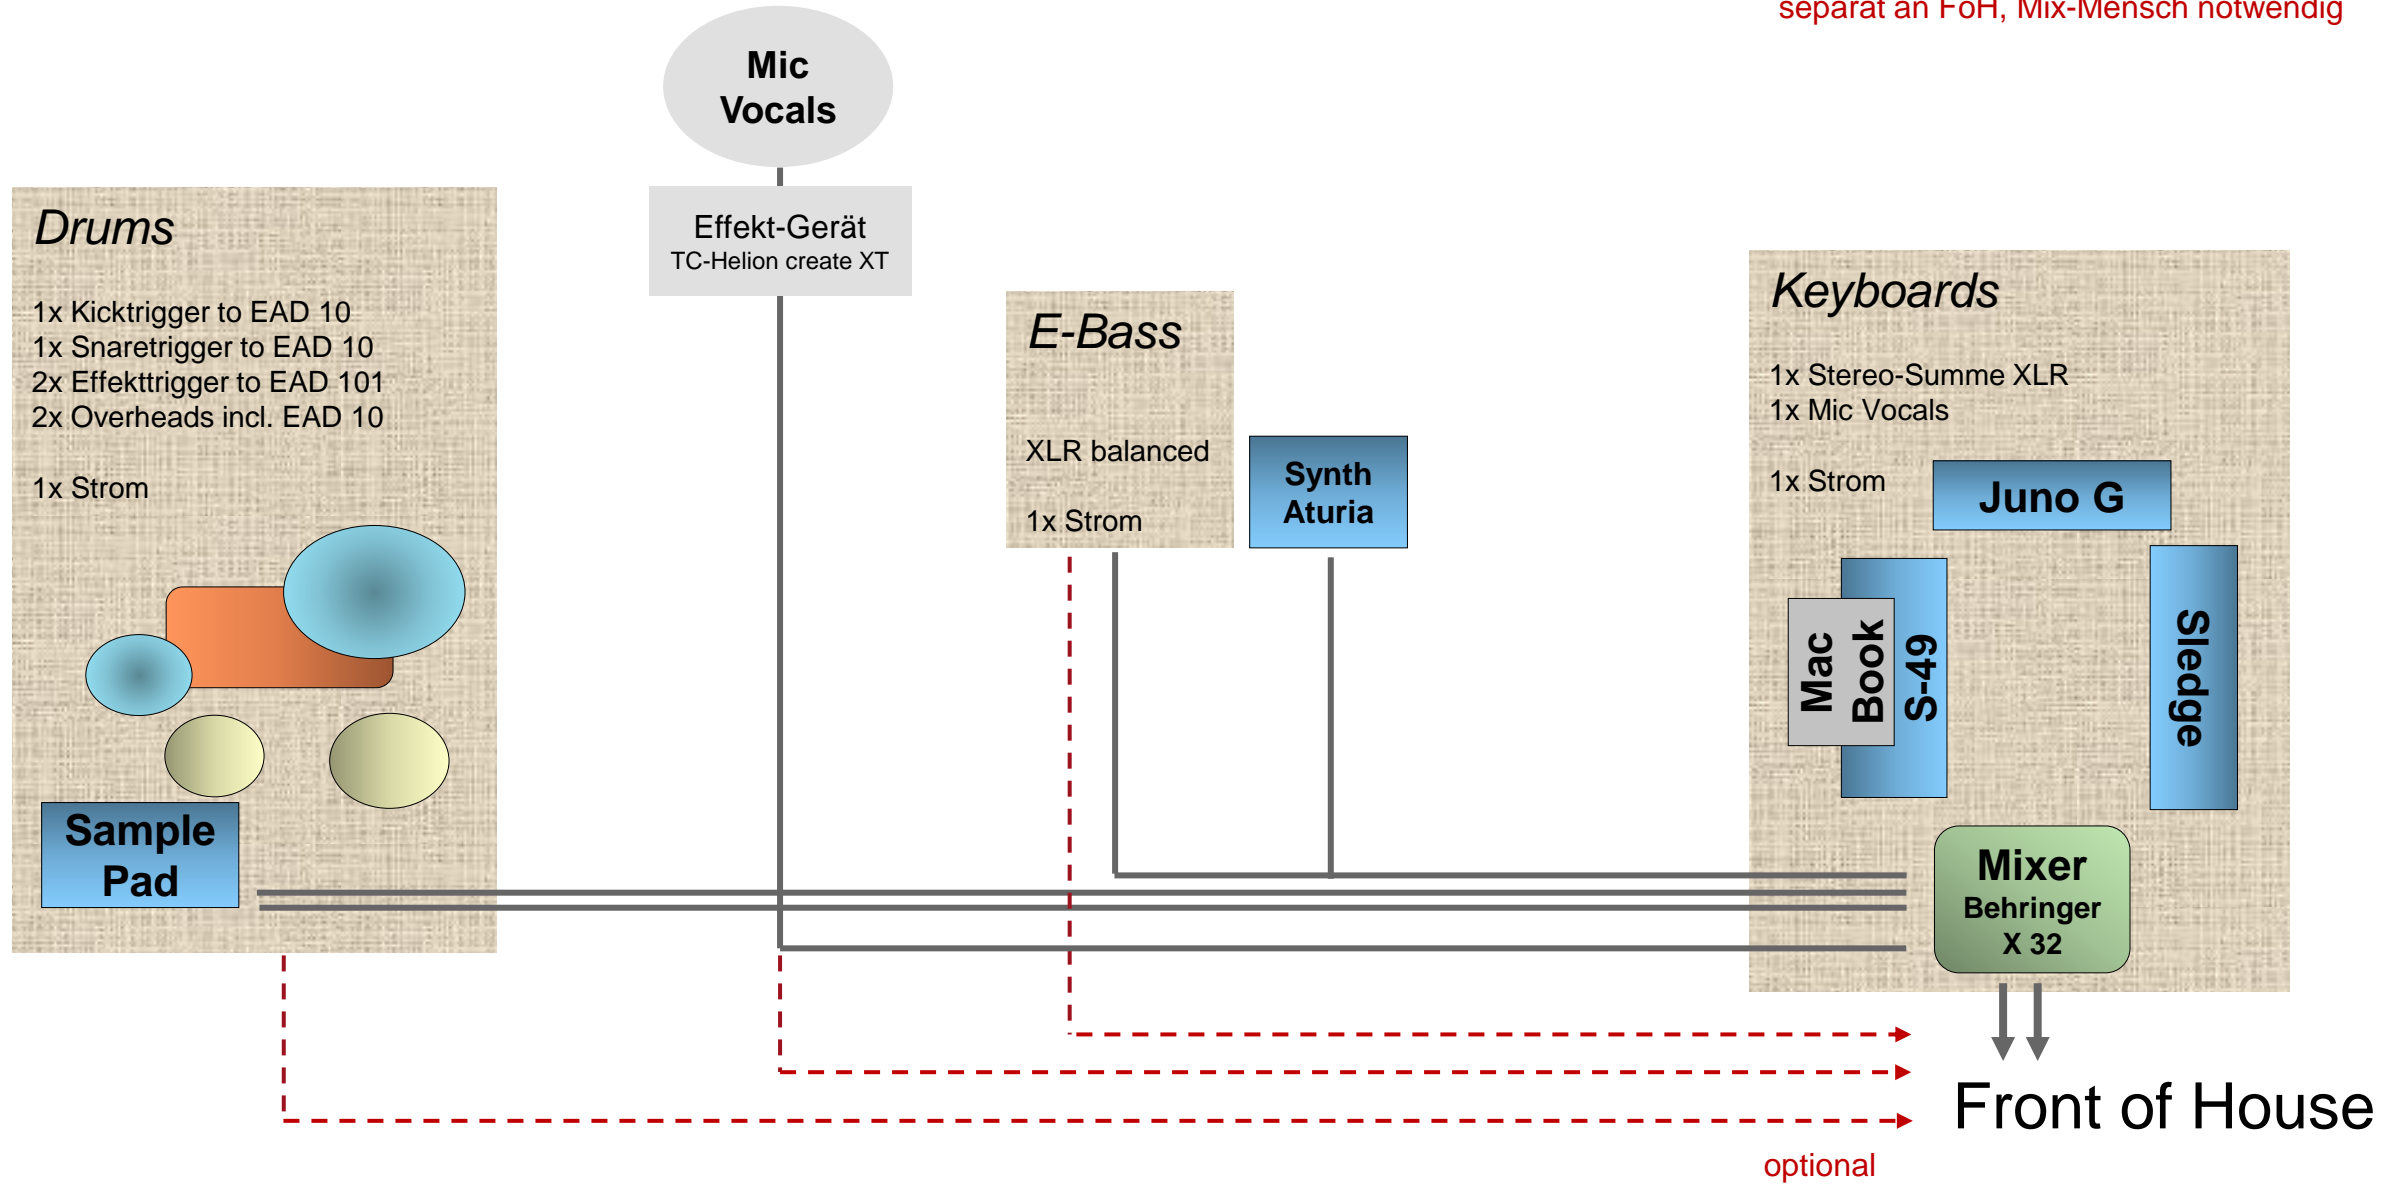 separat an FoH, Mix-Mensch notwendig
Mic
Vocals
Effekt-Gerät
TC-Helion create XT
Drums
1x Kicktrigger to EAD 10
1x Snaretrigger to EAD 10
2x Effekttrigger to EAD 101
2x Overheads incl. EAD 10
1x Strom
Sample
Pad
E-Bass
XLR balanced
1x Strom
Synth
Aturia
Keyboards
1x Stereo-Summe XLR
1x Mic Vocals
1x Strom
Juno G
Mac
Book
S-49
Sledge
Mixer
Behringer
X 32
Front of House
optional